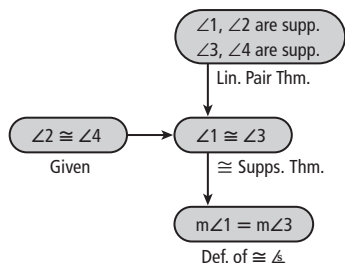 ∠1, ∠2 are supp.
∠3, ∠4 are supp.
Lin. Pair Thm.
∠2 ≅ ∠4
Given
∠1 ≅ ∠3
≅ Supps. Thm.
m∠1 = m∠3
Def. of ≅ ∠s